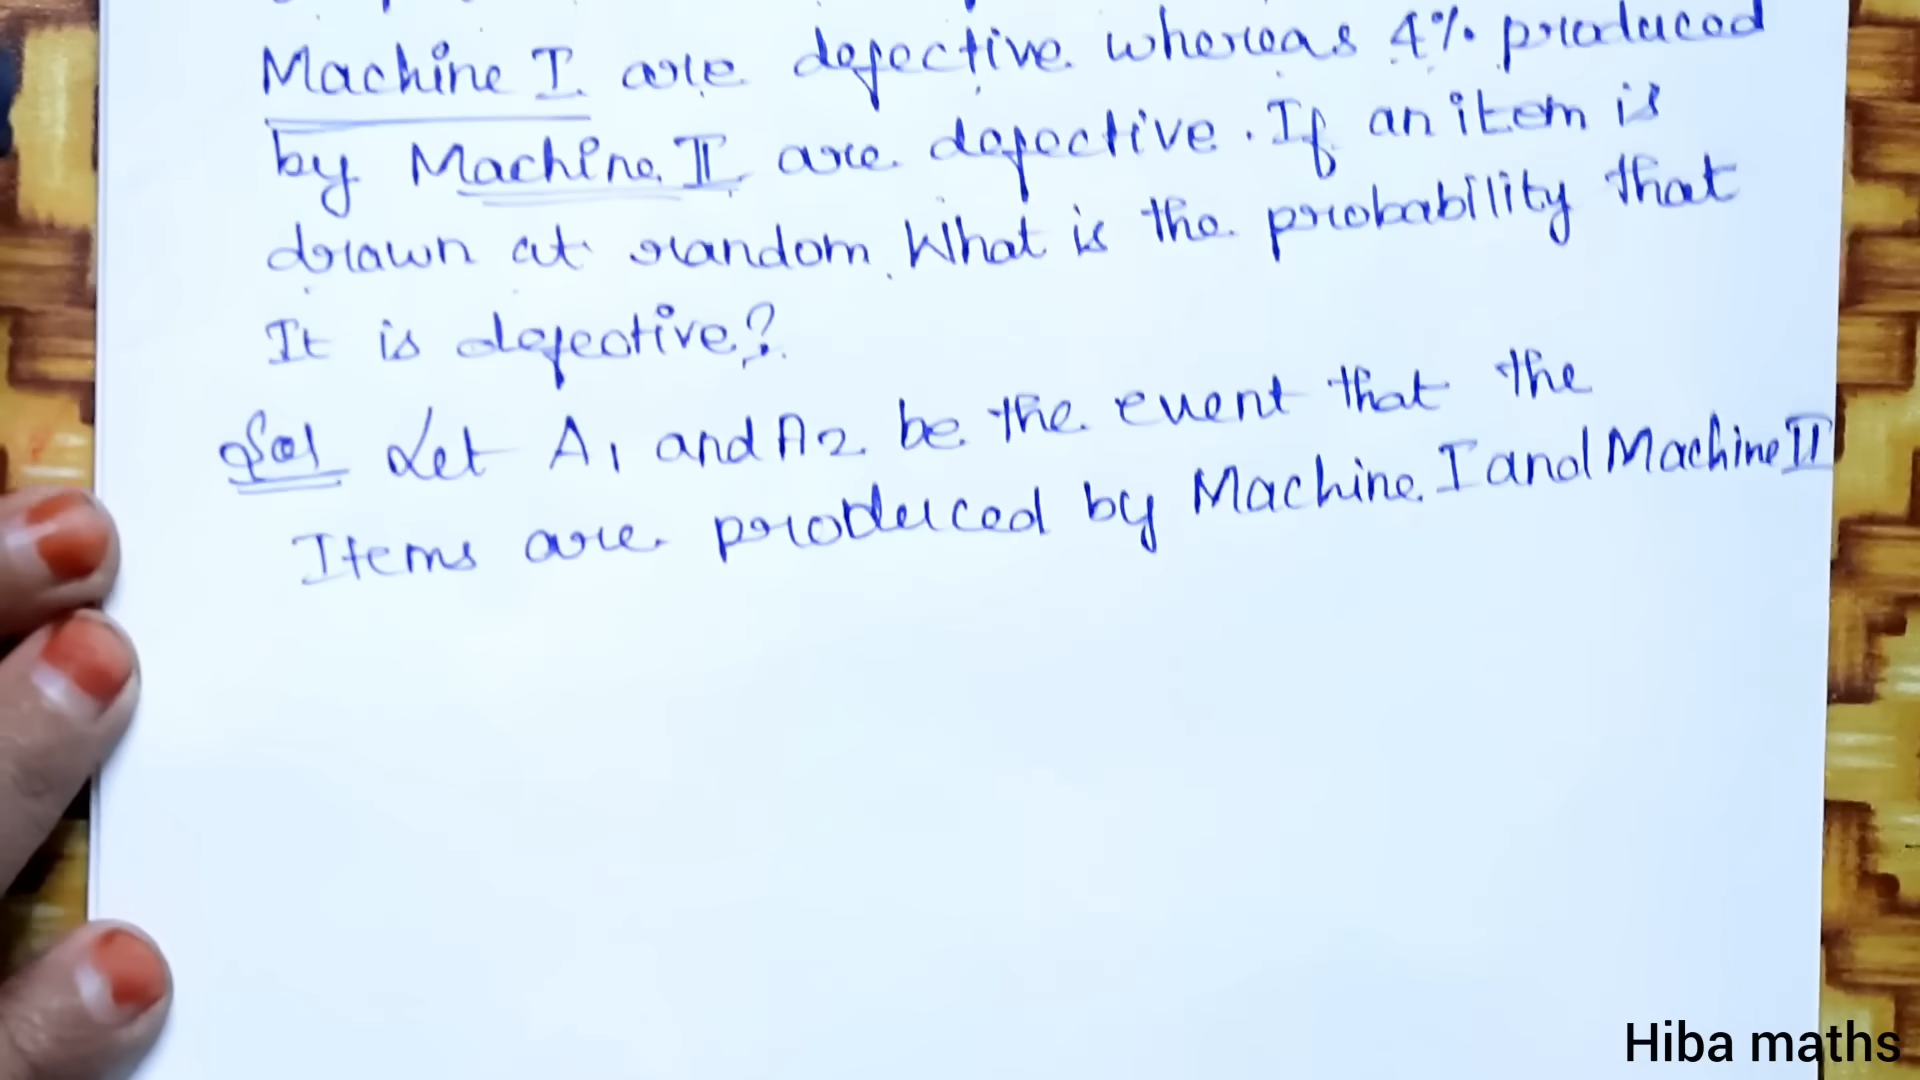 Machine I are defective whereas 4% produced
by Machine II are defective. If an item is
drawn at random. What is the probability that
It is defective?
Sol Let A1 and A2 be the event that the
Items are produced by Machine I and Machine II
Hiba maths